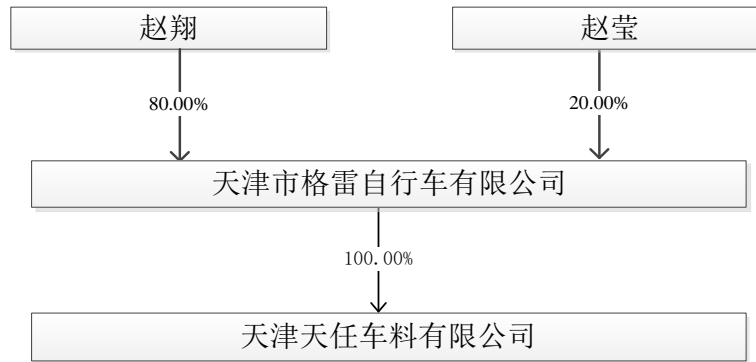 赵翔
赵莹
80.00%
20.00%
天津市格雷自行车有限公司
100.00%
天津天任车料有限公司